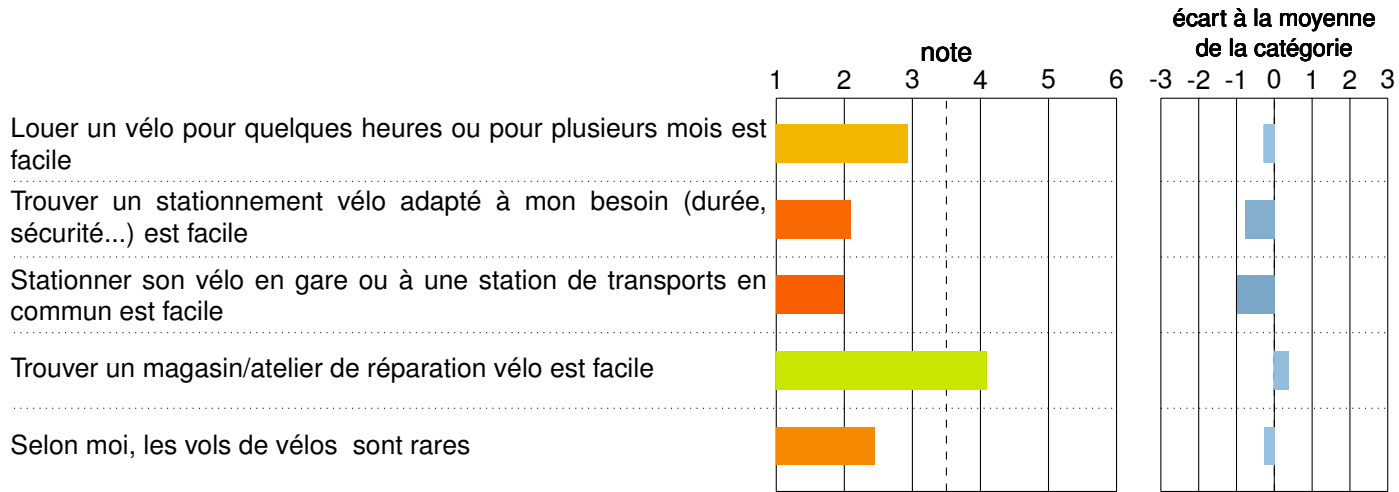 écart à la moyenne
de la catégorie
note
1 2 3 4 5 6
-3 -2 -1 0 1 2 3
Louer un vélo pour quelques heures ou pour plusieurs mois est
facile
Trouver un stationnement vélo adapté à mon besoin (durée,
sécurité...) est facile
Stationner son vélo en gare ou à une station de transports en
commun est facile
Trouver un magasin/atelier de réparation vélo est facile
Selon moi, les vols de vélos sont rares